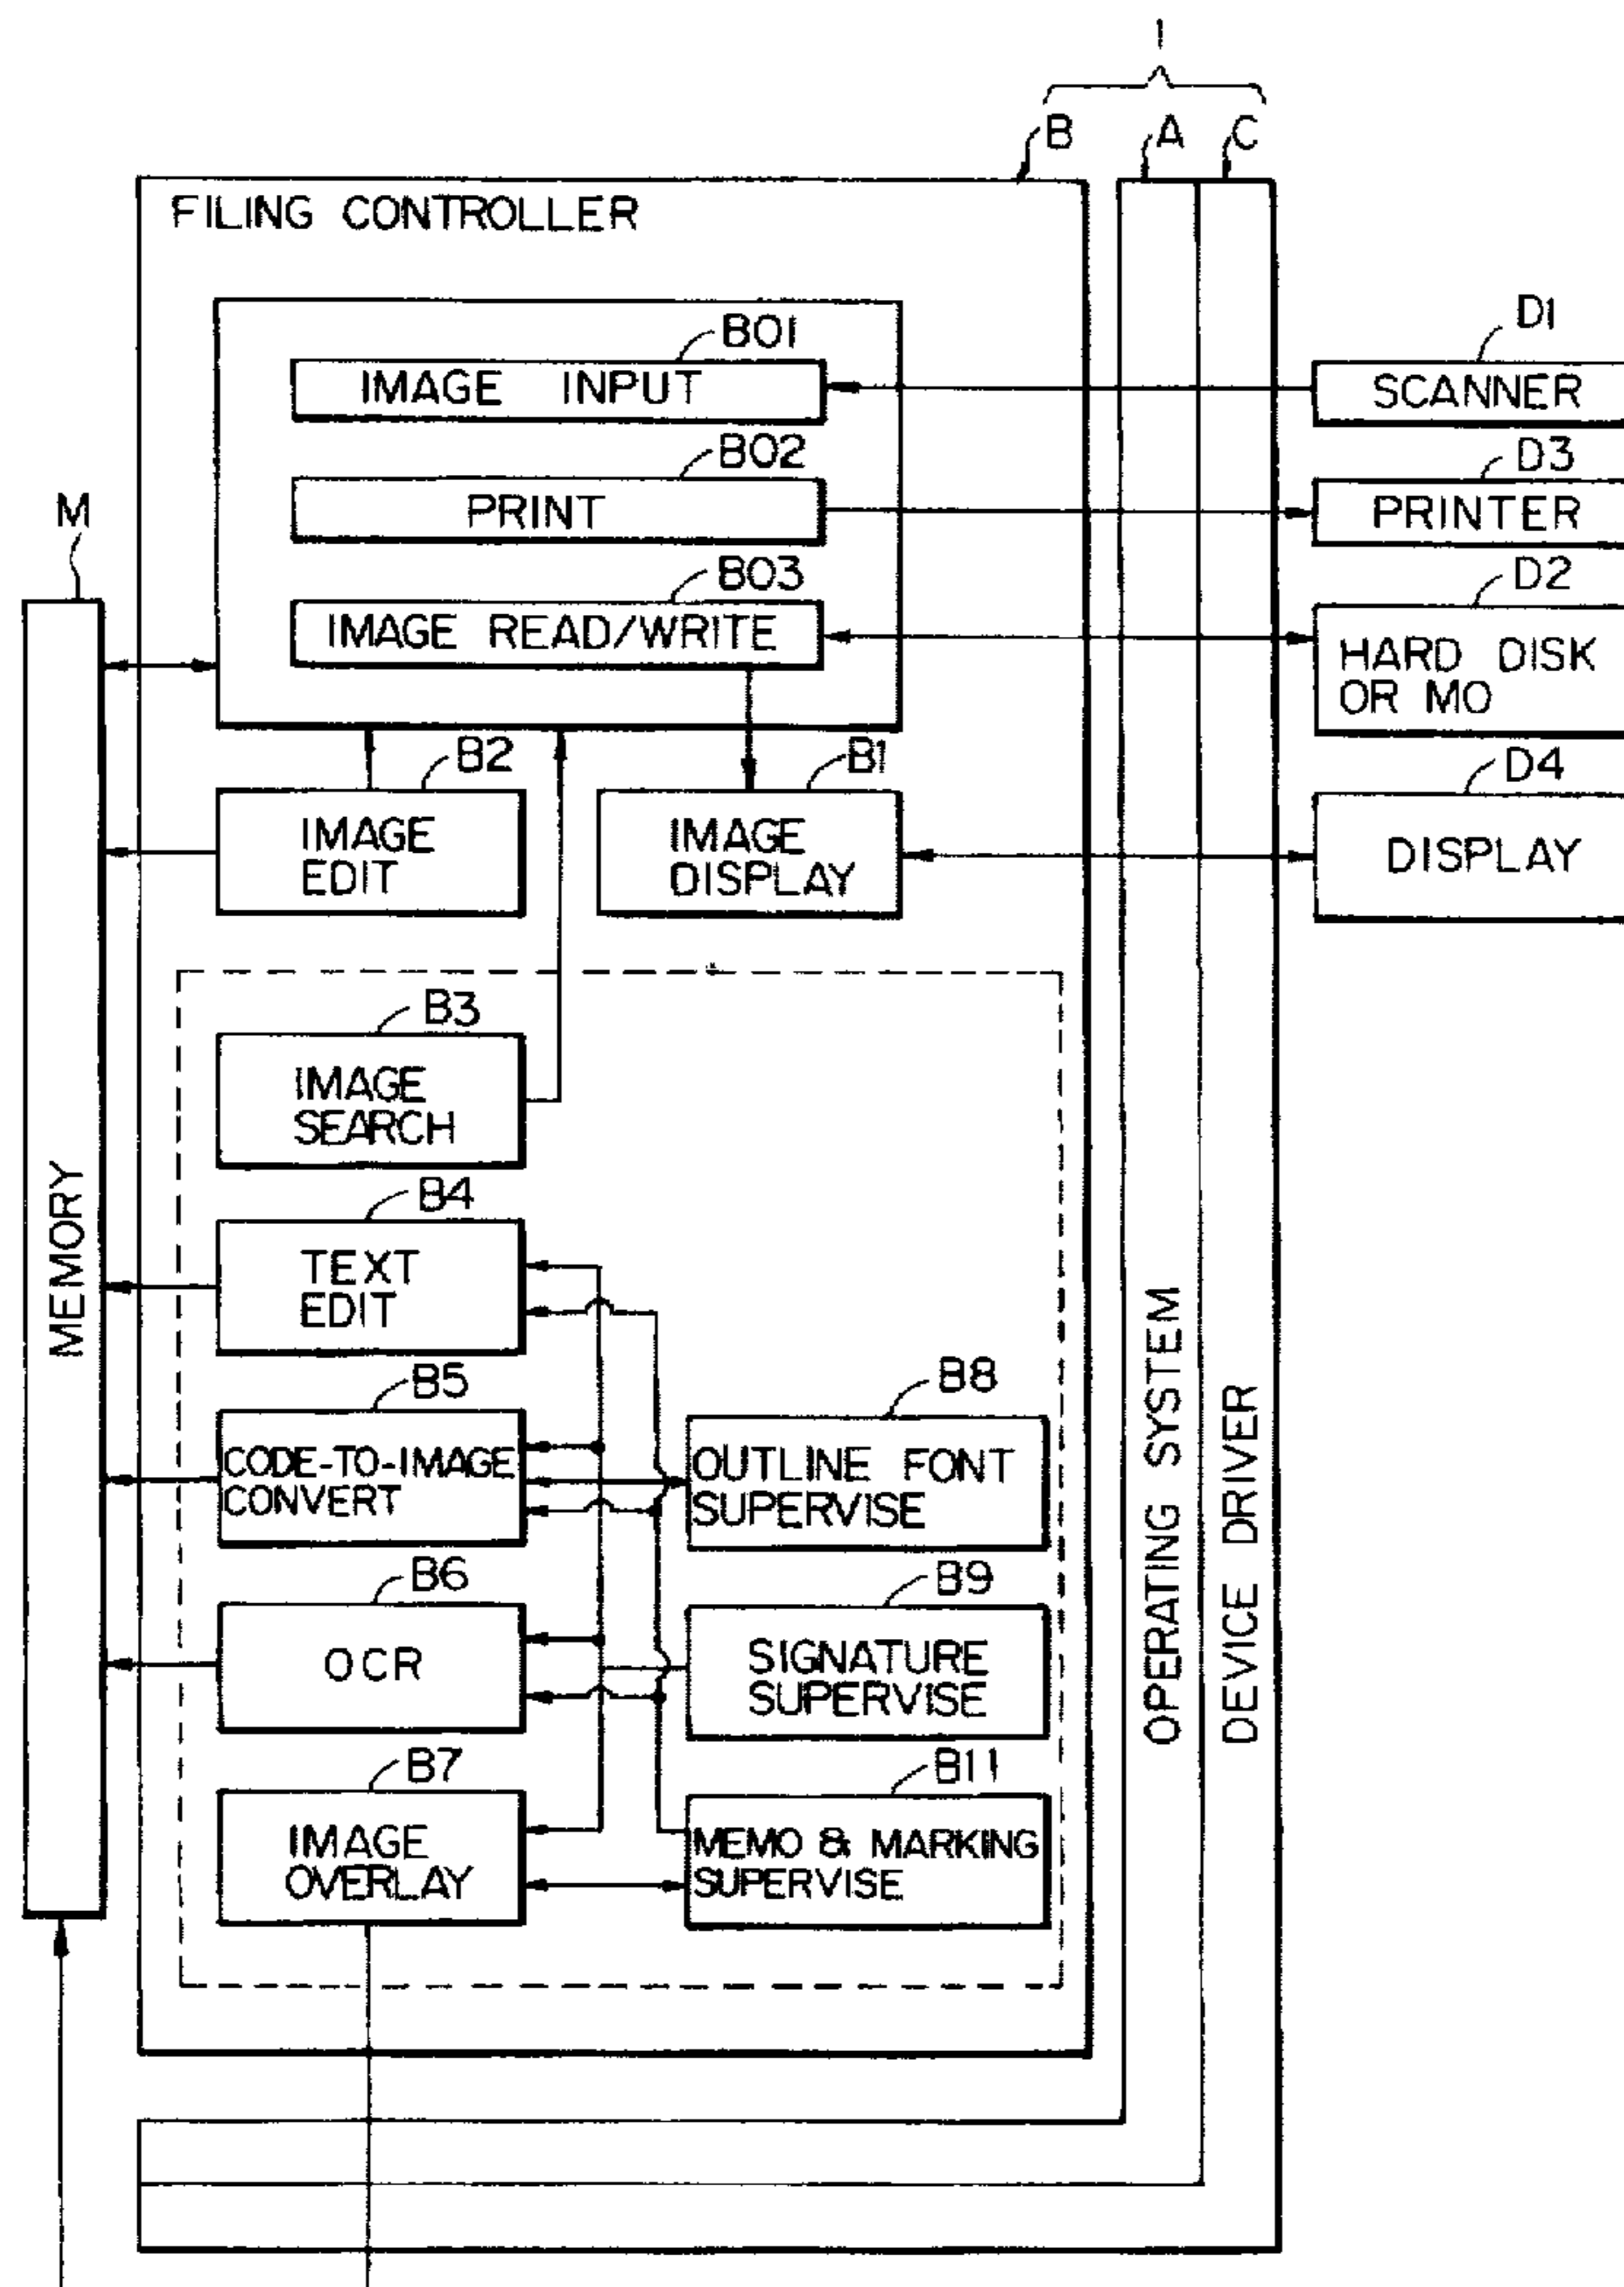 1
B
A
C
FILING CONTROLLER
B01
IMAGE INPUT
D1
SCANNER
B02
PRINT
D3
PRINTER
M
B03
IMAGE READ/WRITE
D2
HARD DISK
OR MO
B2
IMAGE
EDIT
B1
IMAGE
DISPLAY
D4
DISPLAY
B3
IMAGE
SEARCH
MEMORY
B4
TEXT
EDIT
B5
CODE-TO-IMAGE
CONVERT
B8
OUTLINE FONT
SUPERVISE
OPERATING SYSTEM
DEVICE DRIVER
B6
OCR
B9
SIGNATURE
SUPERVISE
B7
IMAGE
OVERLAY
B11
MEMO & MARKING
SUPERVISE